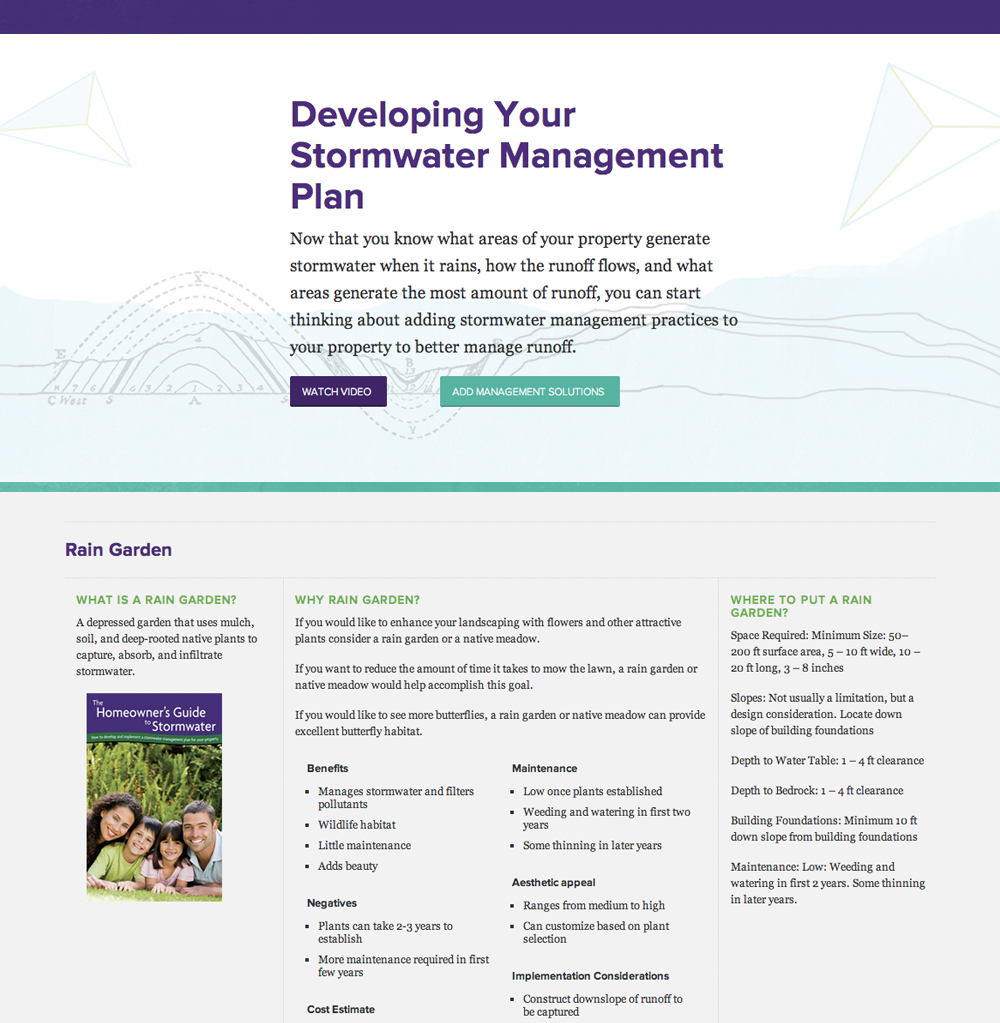 Developing Your
Stormwater Management
Plan
Now that you know what areas of your property generate
stormwater when it rains, how the runoff flows, and what
areas generate the most amount of runoff, you can start
thinking about adding stormwater management practices to
your property to better manage runoff.
WATCH VIDEO
ADD MANAGEMENT SOLUTIONS
X
E
B
C West
S
A
S
Y
Rain Garden
WHAT IS A RAIN GARDEN?
A depressed garden that uses mulch,
soil, and deep-rooted native plants to
capture, absorb, and infiltrate
stormwater.
The
Homeowner's Guide
to Stormwater
How to develop and implement a stormwater management plan for your property
WHY RAIN GARDEN?
If you would like to enhance your landscaping with flowers and other attractive
plants consider a rain garden or a native meadow.
If you want to reduce the amount of time it takes to mow the lawn, a rain garden or
native meadow would help accomplish this goal.
If you would like to see more butterflies, a rain garden or native meadow can provide
excellent butterfly habitat.
Benefits
Manages stormwater and filters
pollutants
Wildlife habitat
Little maintenance
Adds beauty
Negatives
Plants can take 2-3 years to
establish
More maintenance required in first
few years
Cost Estimate
Maintenance
Low once plants established
Weeding and watering in first two
years
Some thinning in later years
Aesthetic appeal
Ranges from medium to high
Can customize based on plant
selection
Implementation Considerations
Construct downslope of runoff to
be captured
WHERE TO PUT A RAIN
GARDEN?
Space Required: Minimum Size: 50–
200 ft surface area, 5 – 10 ft wide, 10 –
20 ft long, 3 – 8 inches
Slopes: Not usually a limitation, but a
design consideration. Locate down
slope of building foundations
Depth to Water Table: 1 – 4 ft clearance
Depth to Bedrock: 1 – 4 ft clearance
Building Foundations: Minimum 10 ft
down slope from building foundations
Maintenance: Low: Weeding and
watering in first 2 years. Some thinning
in later years.